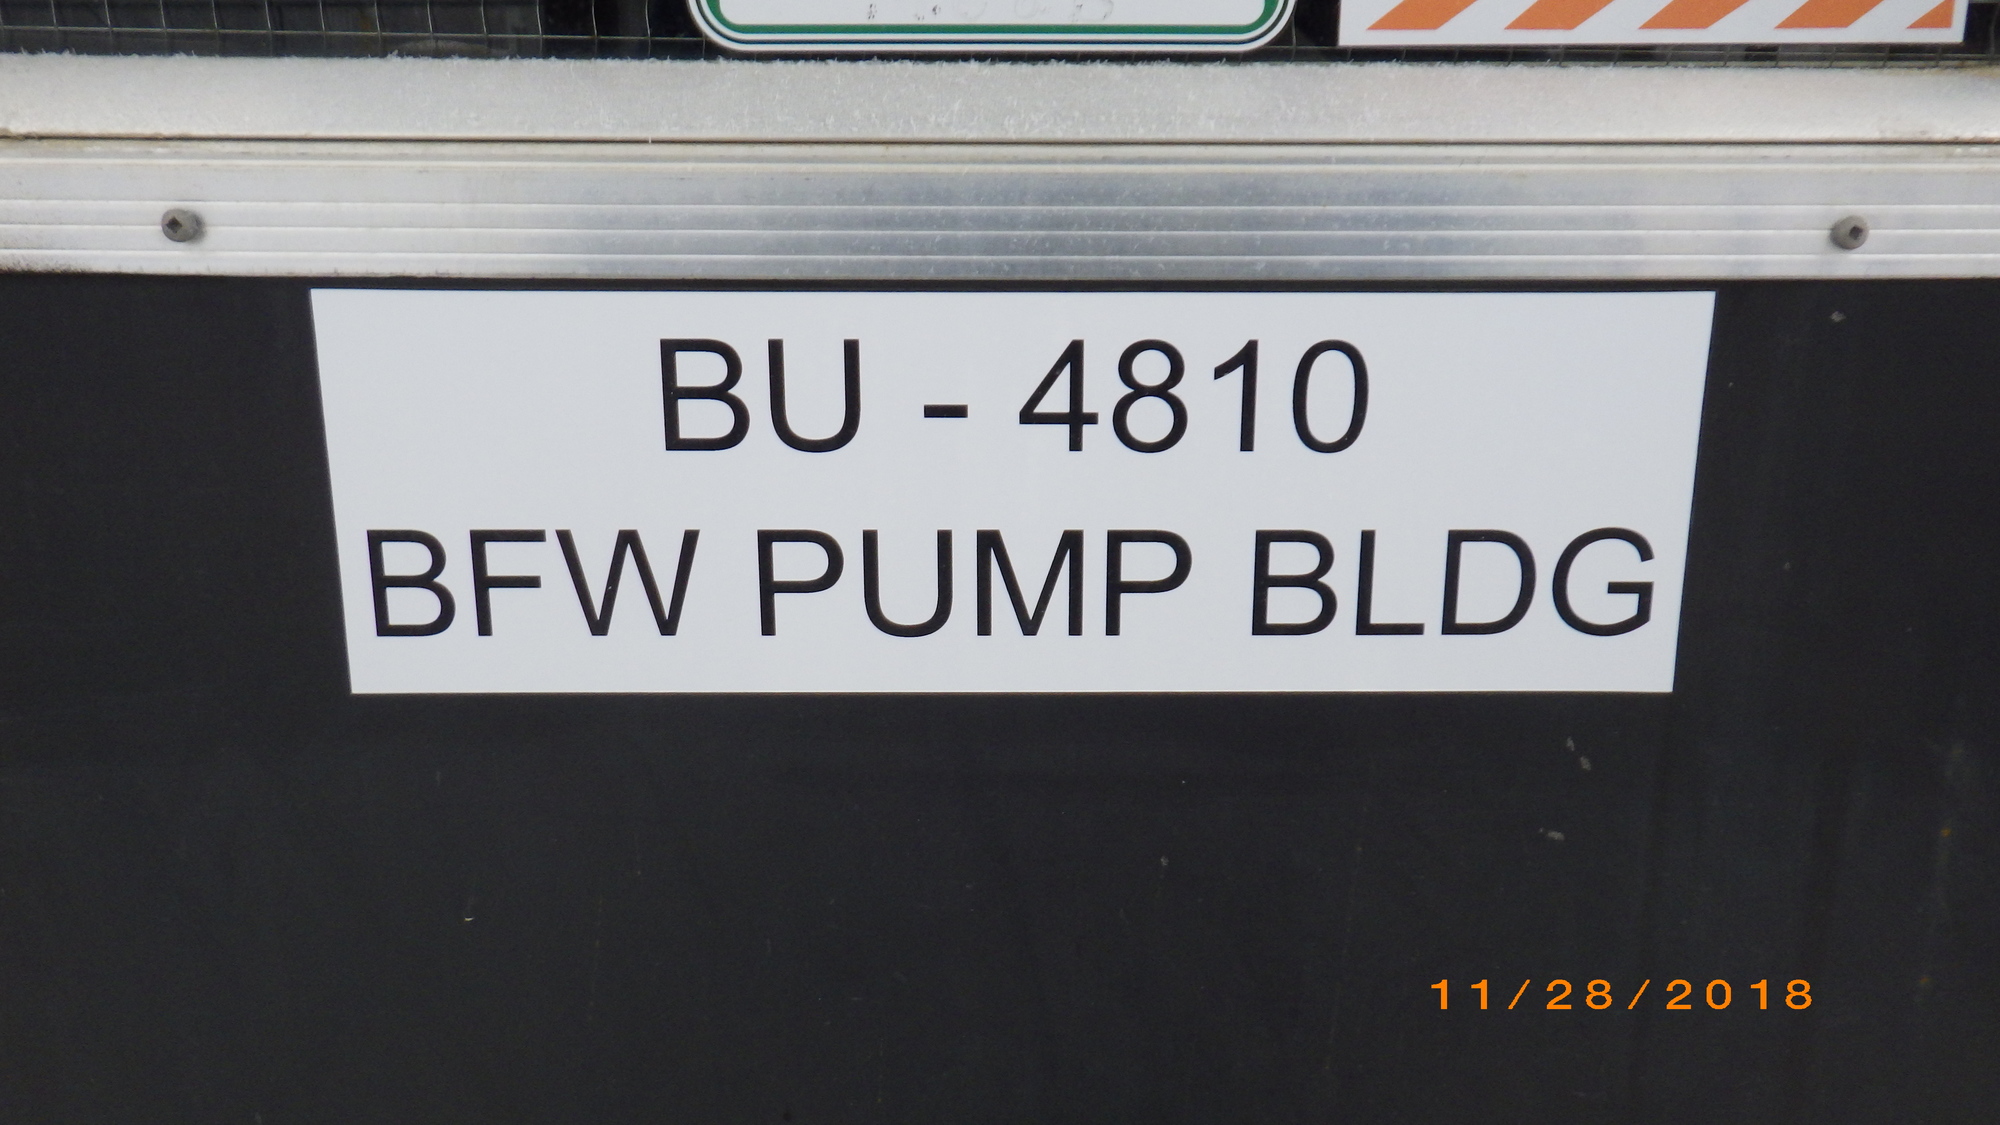 BU - 4810
BFW PUMP BLDG
11/28/2018